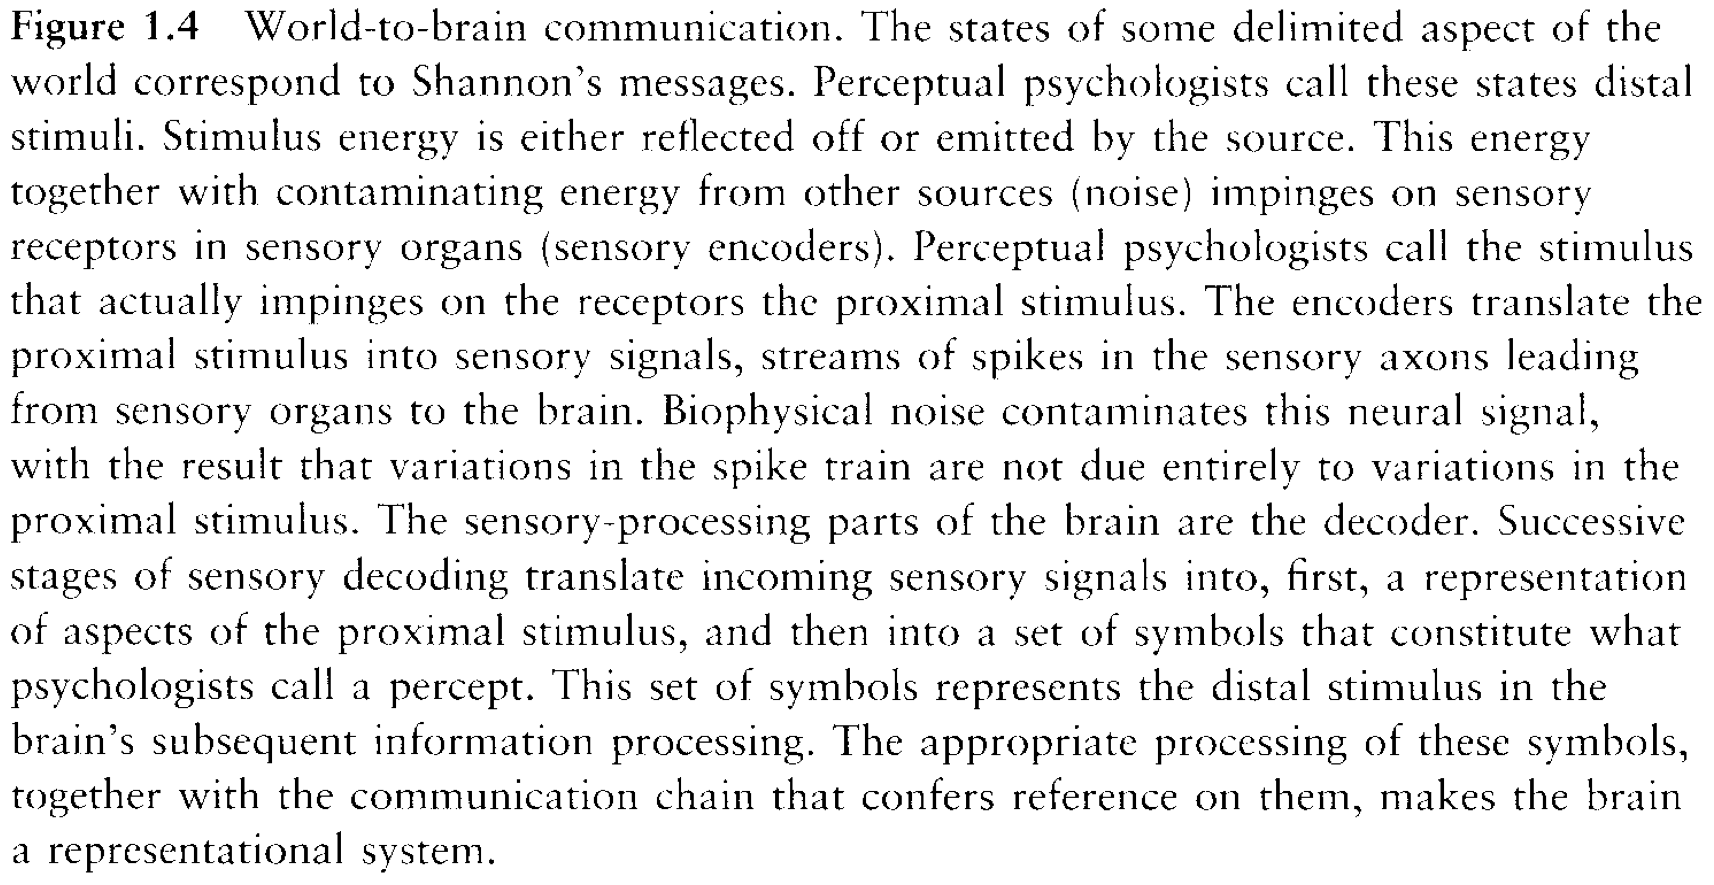 Figure 1.4 World-to-brain communication. The states of some delimited aspect of the
world correspond to Shannon's messages. Perceptual psychologists call these states distal
stimuli. Stimulus energy is either reflected off or emitted by the source. This energy
together with contaminating energy from other sources (noise) impinges on sensory
receptors in sensory organs (sensory encoders). Perceptual psychologists call the stimulus
that actually impinges on the receptors the proximal stimulus. The encoders translate the
proximal stimulus into sensory signals, streams of spikes in the sensory axons leading
from sensory organs to the brain. Biophysical noise contaminates this neural signal,
with the result that variations in the spike train are not due entirely to variations in the
proximal stimulus. The sensory-processing parts of the brain are the decoder. Successive
stages of sensory decoding translate incoming sensory signals into, first, a representation
of aspects of the proximal stimulus, and then into a set of symbols that constitute what
psychologists call a percept. This set of symbols represents the distal stimulus in the
brain's subsequent information processing. The appropriate processing of these symbols,
together with the communication chain that confers reference on them, makes the brain
a representational system.